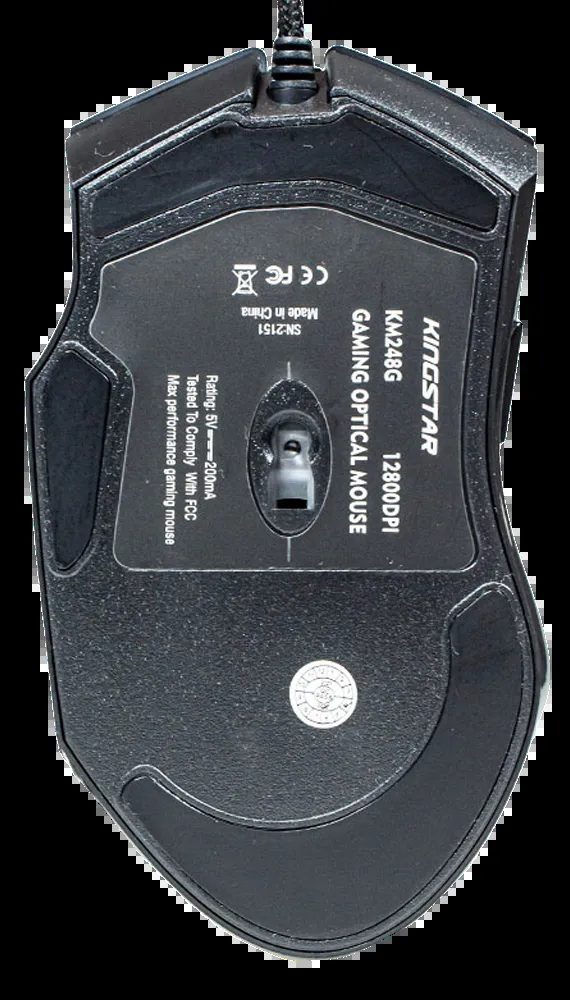 KINGSTAR
KM248G 12800DPI
GAMING OPTICAL MOUSE
SN:2151
Made in China
CE FC
Rating: 5V 200mA
Tested To Comply With FCC
Max performance gaming mouse